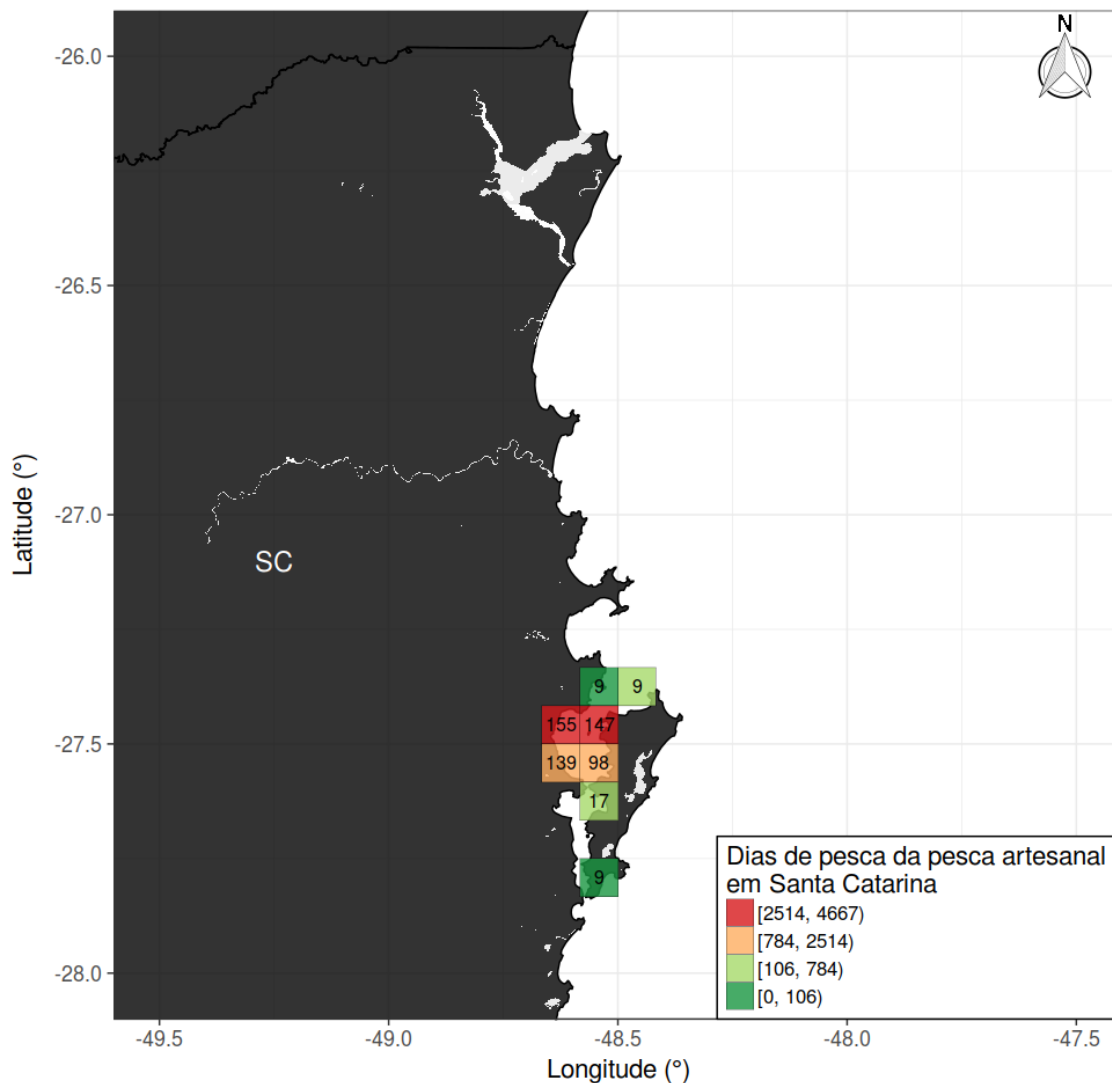 N
-26.0
-26.5
-27.0
-27.5
-28.0
Latitude (°)
SC
9 9
155 147
139 98
17
9
Dias de pesca da pesca artesanal
em Santa Catarina
[2514, 4667)
[784, 2514)
[106, 784)
[0, 106)
-49.5 -49.0 -48.5 -48.0 -47.5
Longitude (°)